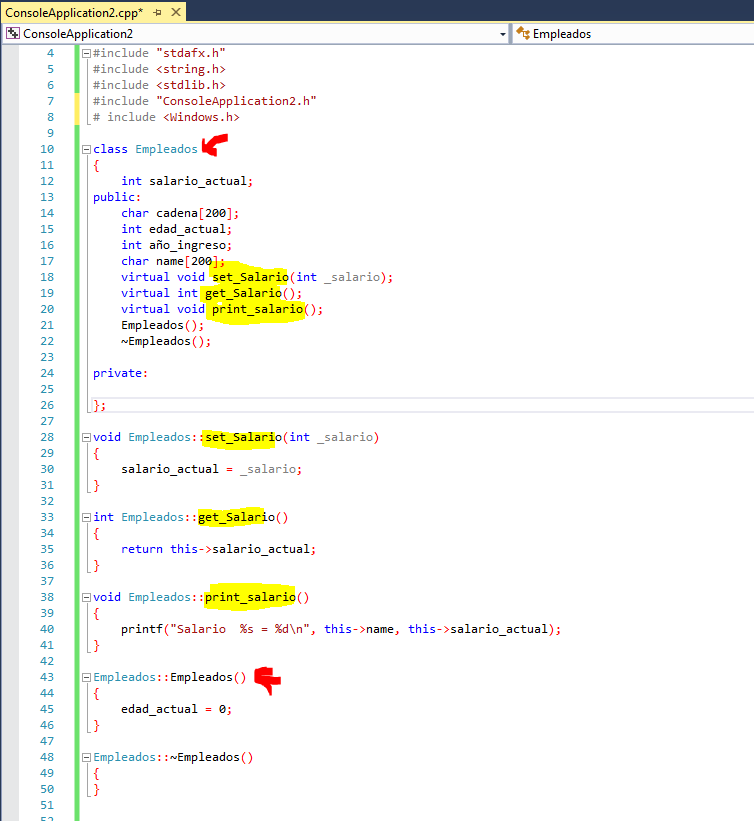 ConsoleApplication2.cpp*
ConsoleApplication2 Empleados
4 #include "stdafx.h"
5 #include <string.h>
6 #include <stdlib.h>
7 #include "ConsoleApplication2.h"
8 # include <Windows.h>
9
10 class Empleados
11 {
12 int salario_actual;
13 public:
14 char cadena[200];
15 int edad_actual;
16 int año_ingreso;
17 char name[200];
18 virtual void set_Salario(int _salario);
19 virtual int get_Salario();
20 virtual void print_salario();
21 Empleados();
22 ~Empleados();
23
24 private:
25
26 };
27
28 void Empleados::set_Salario(int _salario)
29 {
30 salario_actual = _salario;
31 }
32
33 int Empleados::get_Salario()
34 {
35 return this->salario_actual;
36 }
37
38 void Empleados::print_salario()
39 {
40 printf("Salario  %s = %d\n", this->name, this->salario_actual);
41 }
42
43 Empleados::Empleados()
44 {
45 edad_actual = 0;
46 }
47
48 Empleados::~Empleados()
49 {
50 }
51
52